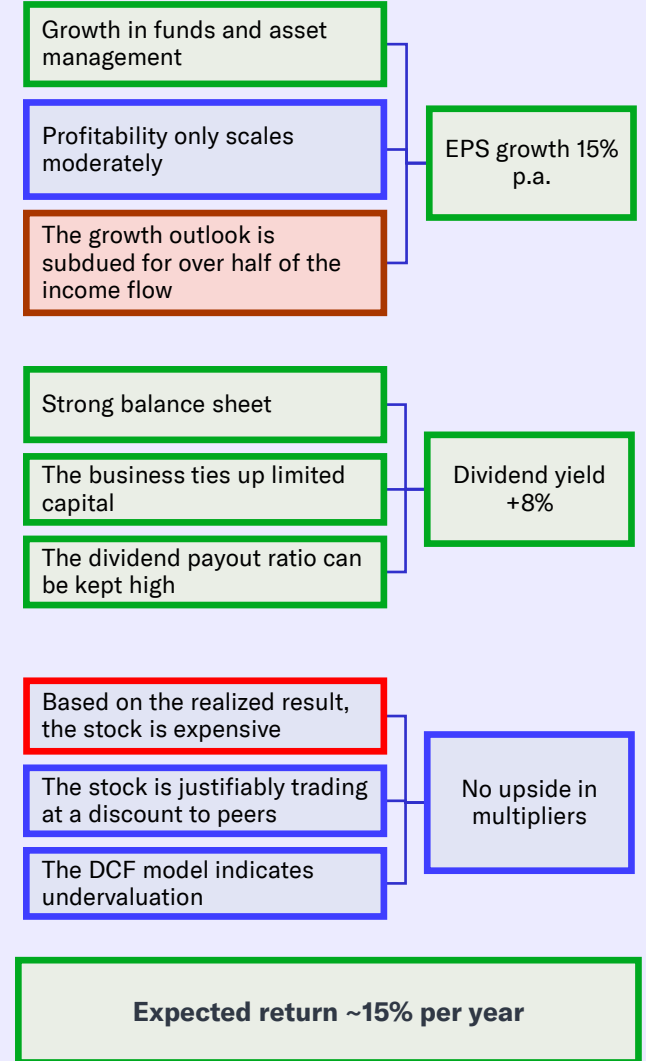 Growth in funds and asset
management
Profitability only scales
moderately
The growth outlook is
subdued for over half of the
income flow
EPS growth 15%
p.a.
Strong balance sheet
The business ties up limited
capital
The dividend payout ratio can
be kept high
Dividend yield
+8%
Based on the realized result,
the stock is expensive
The stock is justifiably trading
at a discount to peers
The DCF model indicates
undervaluation
No upside in
multipliers
Expected return ~15% per year